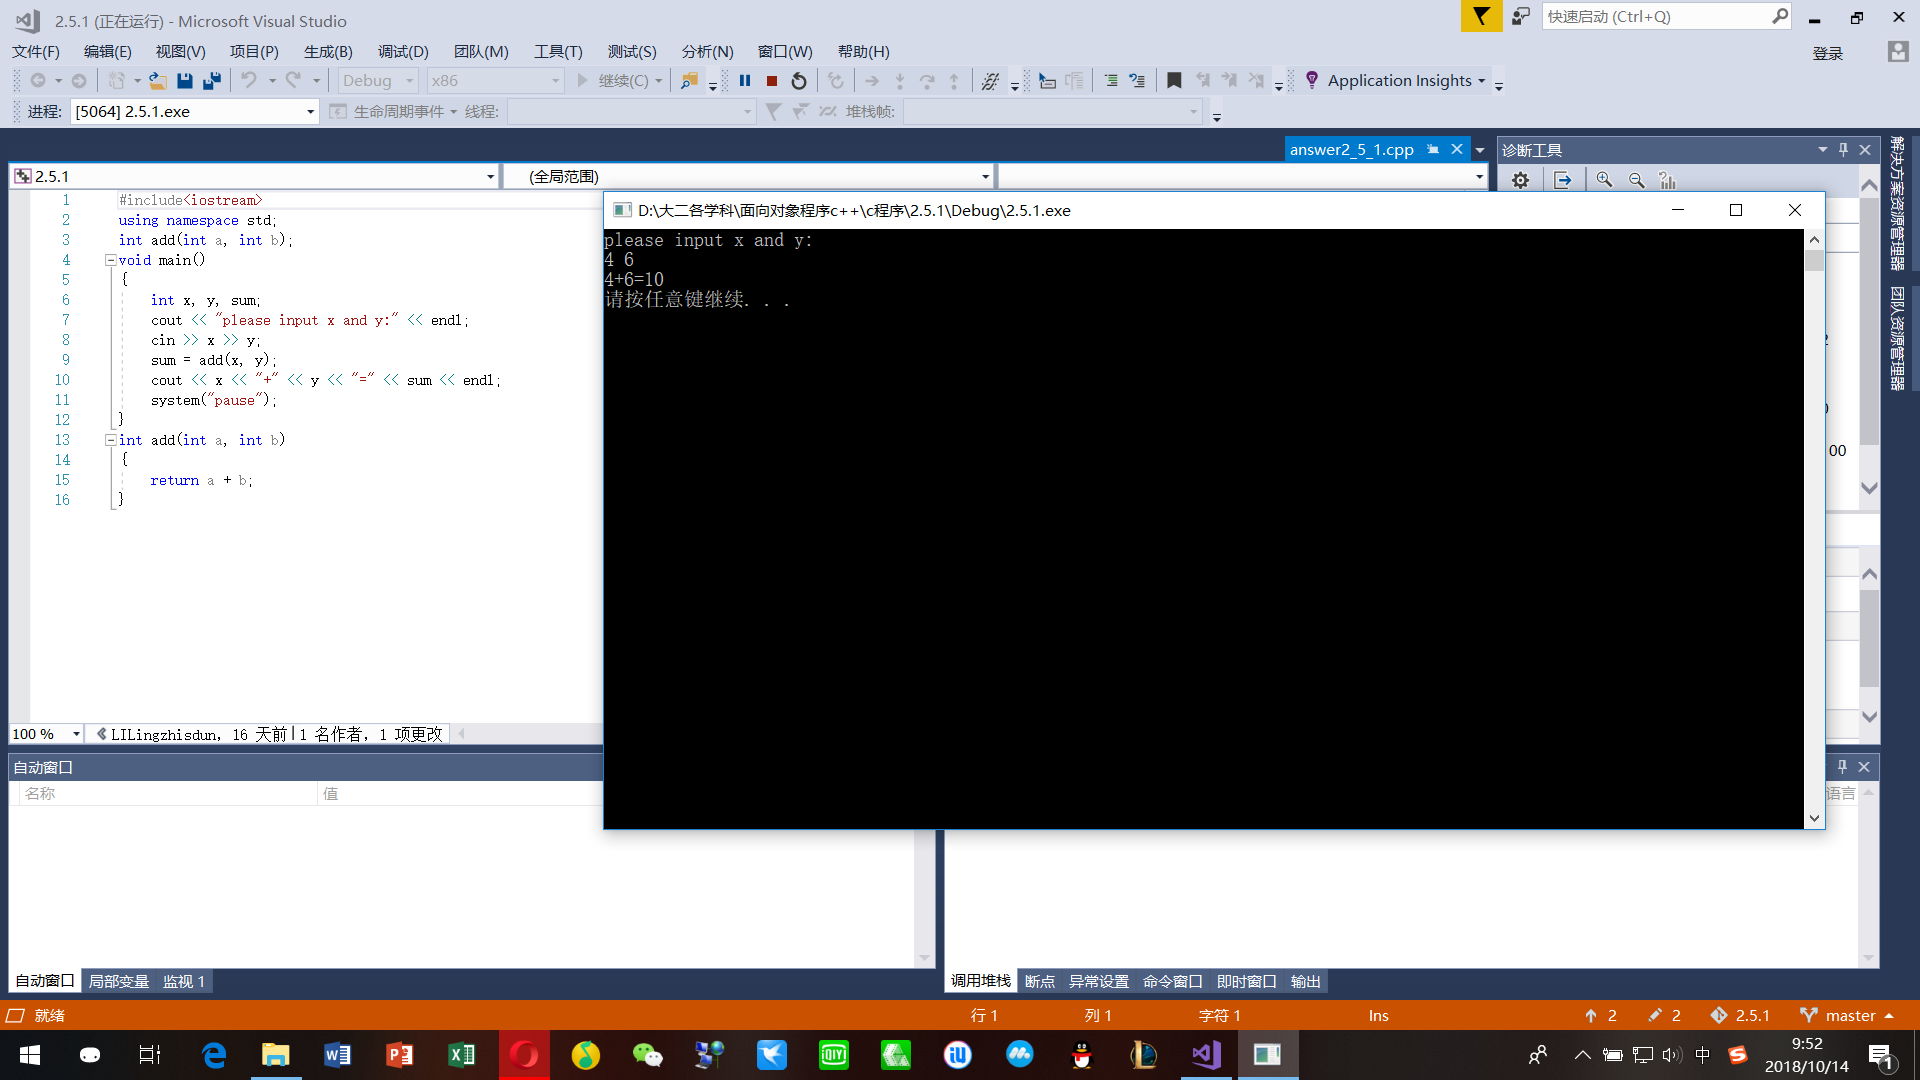 2.5.1 (正在运行) - Microsoft Visual Studio
快速启动 (Ctrl+Q)
文件(F) 编辑(E) 视图(V) 项目(P) 生成(B) 调试(D) 团队(M) 工具(T) 测试(S) 分析(N) 窗口(W) 帮助(H)
登录
Debug x86 继续(C) Application Insights
进程: [5064] 2.5.1.exe 生命周期事件 线程: 堆栈帧:
answer2_5_1.cpp
诊断工具
解决方案资源管理器
团队资源管理器
2.5.1 (全局范围)
1 #include<iostream>
2 using namespace std;
3 int add(int a, int b);
4 void main()
5 {
6 int x, y, sum;
7 cout << "please input x and y:" << endl;
8 cin >> x >> y;
9 sum = add(x, y);
10 cout << x << "+" << y << "=" << sum << endl;
11 system("pause");
12 }
13 int add(int a, int b)
14 {
15 return a + b;
16 }
D:\大二各学科\面向对象程序c++\c程序\2.5.1\Debug\2.5.1.exe
please input x and y:
4 6
4+6=10
请按任意键继续. . .
00
100 % LILingzhisdun, 16 天前|1 名作者, 1 项更改
自动窗口
名称 值
语言
自动窗口 局部变量 监视 1
调用堆栈 断点 异常设置 命令窗口 即时窗口 输出
就绪 行 1 列 1 字符 1 Ins 2 2 2.5.1 master
中 9:52
2018/10/14
1